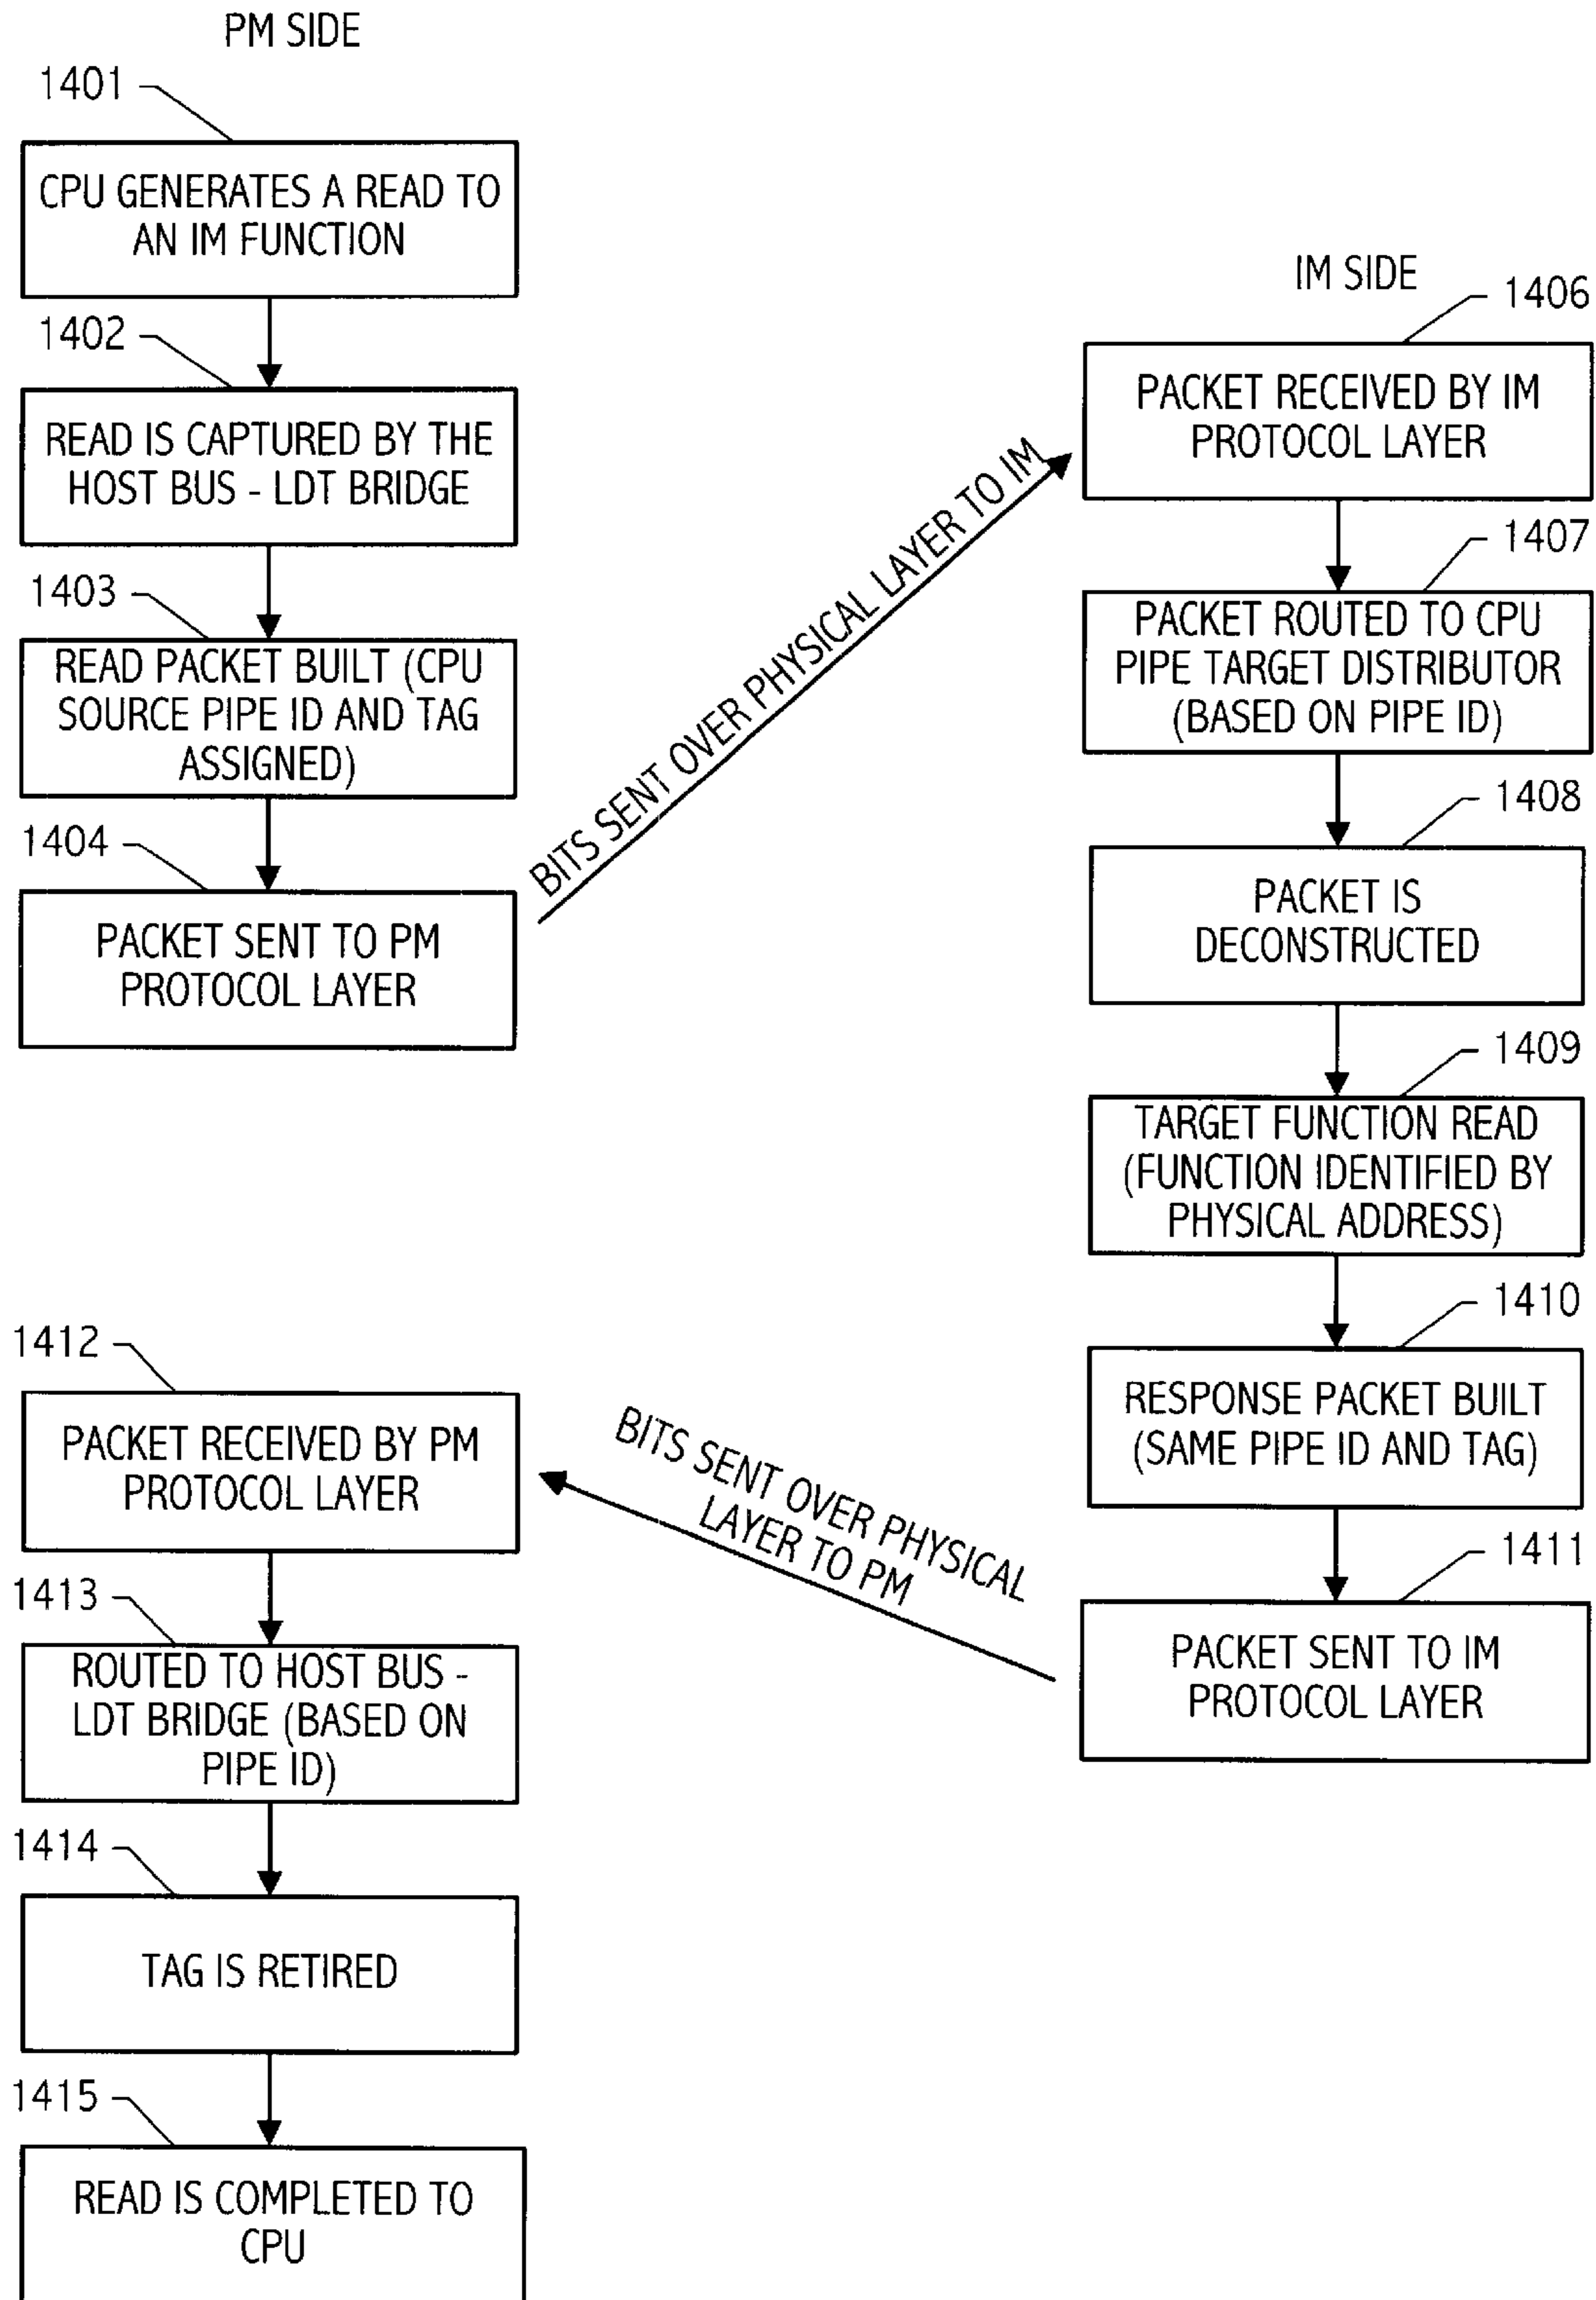 PM SIDE
1401
CPU GENERATES A READ TO
AN IM FUNCTION
1402
READ IS CAPTURED BY THE
HOST BUS - LDT BRIDGE
1403
READ PACKET BUILT (CPU
SOURCE PIPE ID AND TAG
ASSIGNED)
1404
PACKET SENT TO PM
PROTOCOL LAYER
BITS SENT OVER PHYSICAL LAYER TO IM
IM SIDE
1406
PACKET RECEIVED BY IM
PROTOCOL LAYER
1407
PACKET ROUTED TO CPU
PIPE TARGET DISTRIBUTOR
(BASED ON PIPE ID)
1408
PACKET IS
DECONSTRUCTED
1409
TARGET FUNCTION READ
(FUNCTION IDENTIFIED BY
PHYSICAL ADDRESS)
1410
RESPONSE PACKET BUILT
(SAME PIPE ID AND TAG)
1411
PACKET SENT TO IM
PROTOCOL LAYER
BITS SENT OVER PHYSICAL
LAYER TO PM
1412
PACKET RECEIVED BY PM
PROTOCOL LAYER
1413
ROUTED TO HOST BUS -
LDT BRIDGE (BASED ON
PIPE ID)
1414
TAG IS RETIRED
1415
READ IS COMPLETED TO
CPU